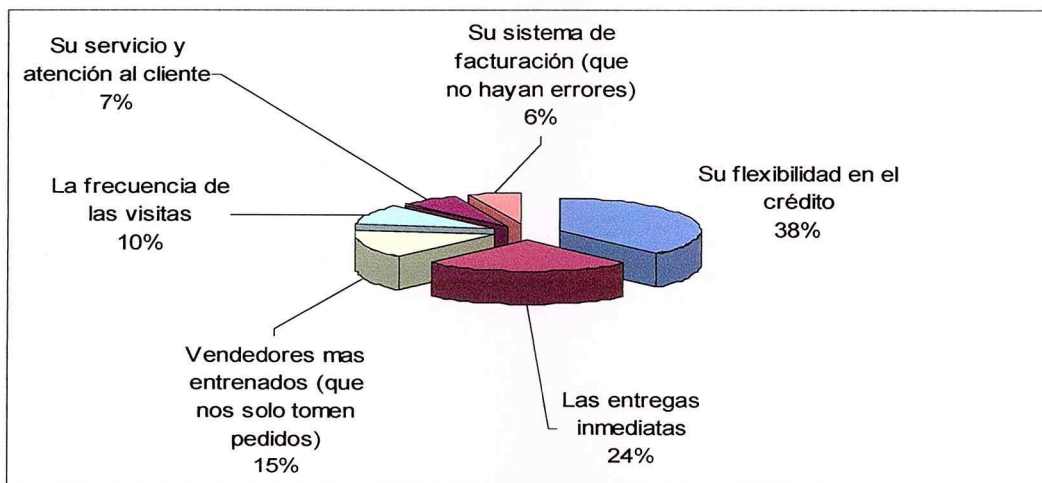 Su servicio y
atención al cliente
7%
Su sistema de
facturación (que
no hayan errores)
6%
Su flexibilidad en el
crédito
38%
La frecuencia de
las visitas
10%
Vendedores mas
entrenados (que
nos solo tomen
pedidos)
15%
Las entregas
inmediatas
24%